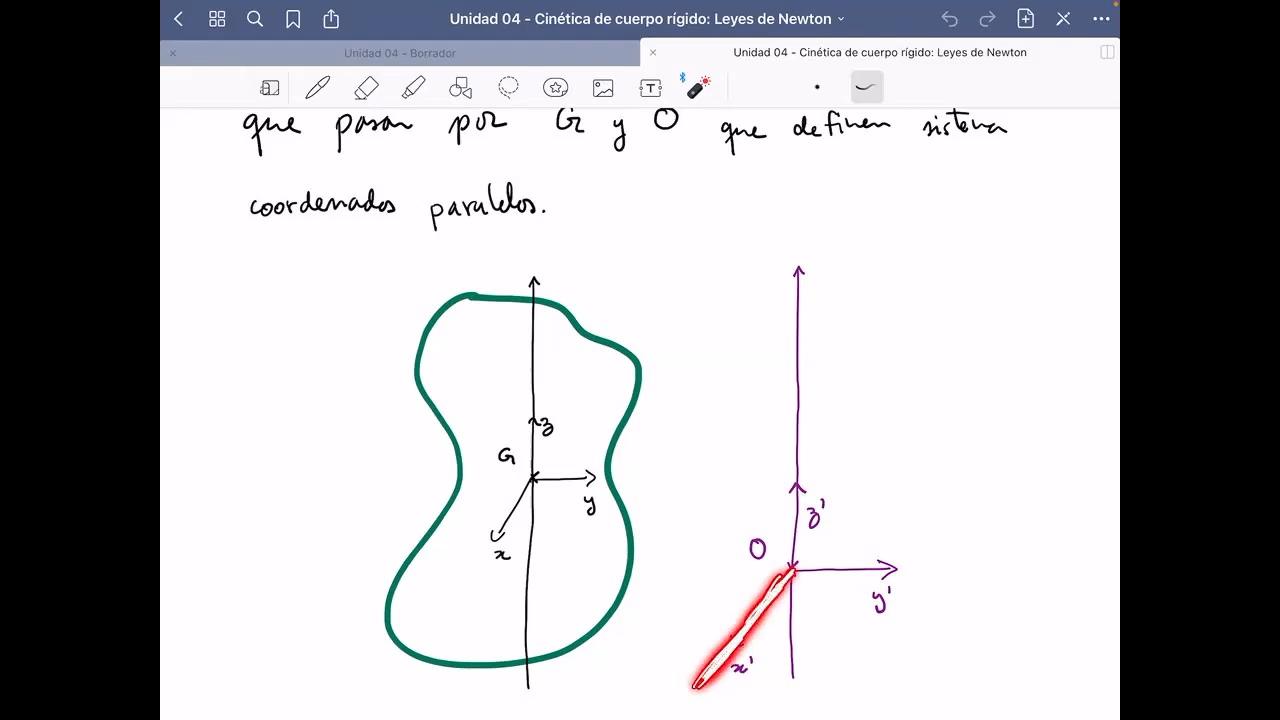 Unidad 04 - Cinética de cuerpo rígido: Leyes de Newton
Unidad 04 - Borrador
Unidad 04 - Cinética de cuerpo rígido: Leyes de Newton
T
que pasan por G y O que definen sistema
coordenados paralelos.
z
G
y
x
z'
O
y'
x'